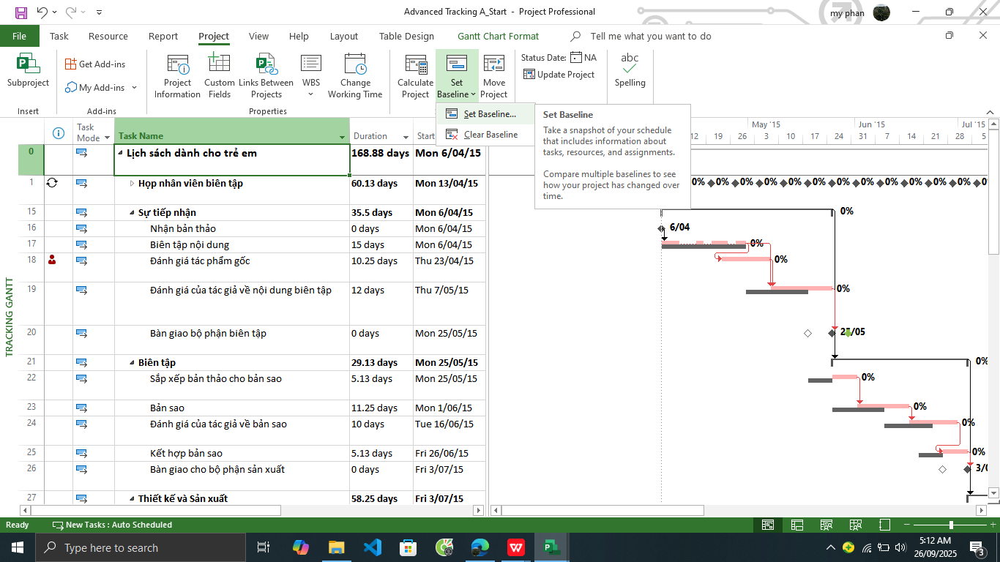 Advanced Tracking A_Start - Project Professional
my phan
File Task Resource Report Project View Help Layout Table Design Gantt Chart Format Tell me what you want to do
Subproject
Get Add-ins
My Add-ins
Project Information
Custom Fields
Links Between Projects
WBS
Change Working Time
Calculate Project
Set Baseline
Move Project
Status Date: NA
Update Project
abc
Spelling
Insert Add-ins Properties
Set Baseline...
Clear Baseline
Set Baseline
Take a snapshot of your schedule
that includes information about
tasks, resources, and assignments.
Compare multiple baselines to see
how your project has changed over
time.
Task Mode Task Name Duration Start
May '15 Jun '15 Jul '15
12 19 26 3 10 17 24 31 7 14 21 28 5
0 Lịch sách dành cho trẻ em 168.88 days Mon 6/04/15
1 Họp nhân viên biên tập 60.13 days Mon 13/04/15
0% 0% 0% 0% 0% 0% 0% 0% 0% 0% 0% 0%
15 Sự tiếp nhận 35.5 days Mon 6/04/15 0%
16 Nhận bản thảo 0 days Mon 6/04/15 6/04
17 Biên tập nội dung 15 days Mon 6/04/15 0%
18 Đánh giá tác phẩm gốc 10.25 days Thu 23/04/15 0%
19 Đánh giá của tác giả về nội dung biên tập 12 days Thu 7/05/15 0%
20 Bàn giao bộ phận biên tập 0 days Mon 25/05/15 25/05
21 Biên tập 29.13 days Mon 25/05/15 0%
22 Sắp xếp bản thảo cho bản sao 5.13 days Mon 25/05/15 0%
23 Bản sao 11.25 days Mon 1/06/15 0%
24 Đánh giá của tác giả về bản sao 10 days Tue 16/06/15 0%
25 Kết hợp bản sao 5.13 days Fri 26/06/15 0%
26 Bàn giao cho bộ phận sản xuất 0 days Fri 3/07/15
27 Thiết kế và Sản xuất 58.25 days Fri 3/07/15
TRACKING GANTT
Ready New Tasks : Auto Scheduled
Type here to search
5:12 AM
26/09/2025
3